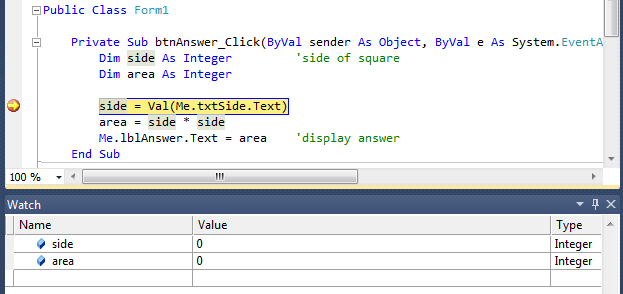 Public Class Form1
Private Sub btnAnswer_Click(ByVal sender As Object, ByVal e As System.EventA
Dim side As Integer 'side of square
Dim area As Integer
side = Val(Me.txtSide.Text)
area = side * side
Me.lblAnswer.Text = area 'display answer
End Sub
100 %
Watch
Name Value Type
side 0 Integer
area 0 Integer